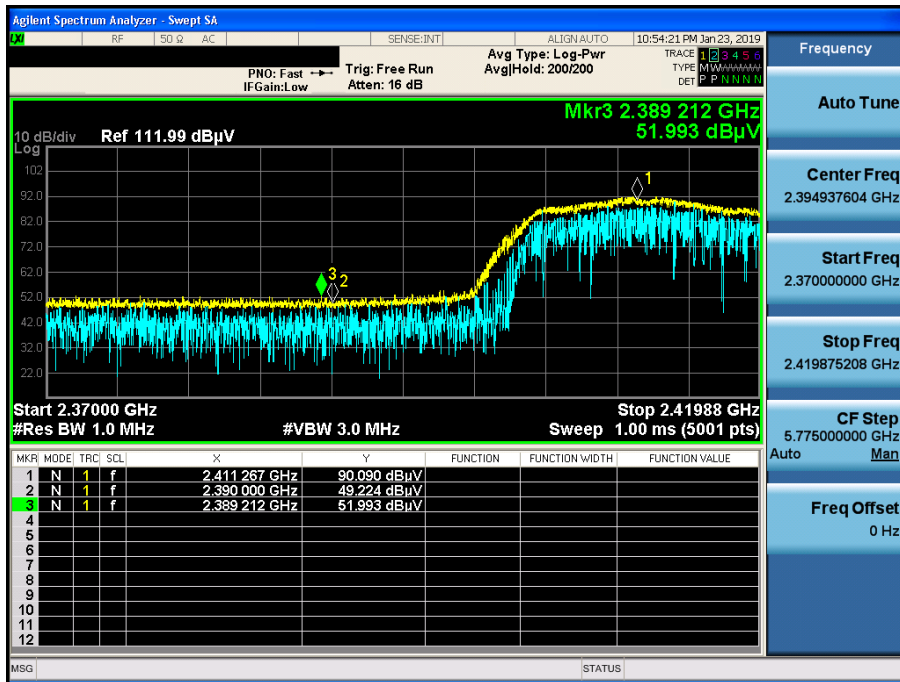 Agilent Spectrum Analyzer - Swept SA
LXI RF 50 Ω AC SENSE:INT ALIGN AUTO 10:54:21 PM Jan 23, 2019
PNO: Fast Trig: Free Run Avg Type: Log-Pwr TRACE 1 2 3 4 5 6
IFGain:Low Atten: 16 dB Avg|Hold: 200/200 TYPE M W W W W W
DET P P N N N N
Mkr3 2.389 212 GHz
51.993 dBµV
10 dB/div Ref 111.99 dBµV
Log
102
92.0
82.0
72.0
62.0
52.0
42.0
32.0
22.0
1
3 2
Start 2.37000 GHz Stop 2.41988 GHz
#Res BW 1.0 MHz #VBW 3.0 MHz Sweep 1.00 ms (5001 pts)
MKR MODE TRC SCL X Y FUNCTION FUNCTION WIDTH FUNCTION VALUE
1 N 1 f 2.411 267 GHz 90.090 dBµV
2 N 1 f 2.390 000 GHz 49.224 dBµV
3 N 1 f 2.389 212 GHz 51.993 dBµV
4
5
6
7
8
9
10
11
12
MSG STATUS
Frequency
Auto Tune
Center Freq
2.394937604 GHz
Start Freq
2.370000000 GHz
Stop Freq
2.419875208 GHz
CF Step
5.775000000 GHz
Auto Man
Freq Offset
0 Hz